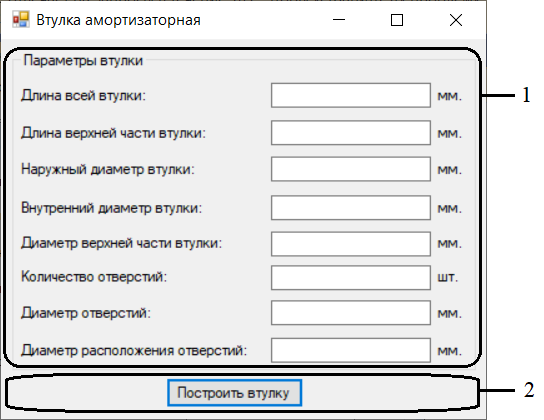 Втулка амортизаторная
Параметры втулки
Длина всей втулки: мм. 1
Длина верхней части втулки: мм.
Наружный диаметр втулки: мм.
Внутренний диаметр втулки: мм.
Диаметр верхней части втулки: мм.
Количество отверстий: шт.
Диаметр отверстий: мм.
Диаметр расположения отверстий: мм.
Построить втулку 2